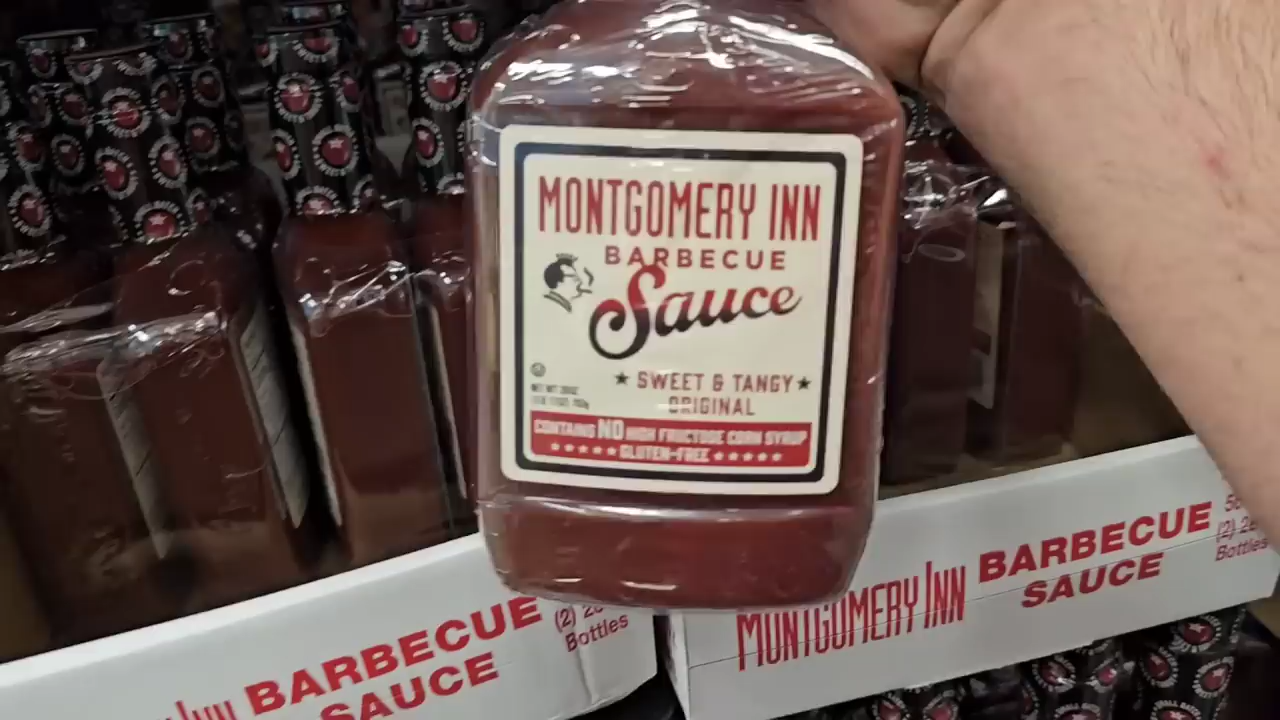 MONTGOMERY INN
BARBECUE
Sauce
★ SWEET & TANGY ★
ORIGINAL
CONTAINS NO HIGH FRUCTOSE CORN SYRUP
★★★★★ GLUTEN-FREE ★★★★★
BARBECUE
SAUCE
(2)
Bottles
MONTGOMERY INN
BARBECUE
SAUCE
(2)
Bottles